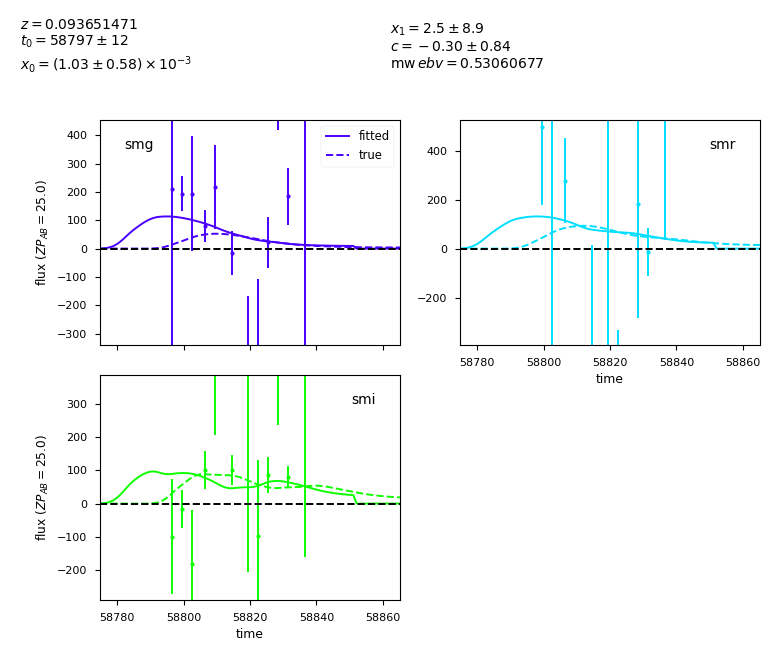 z = 0.093651471
t₀ = 58797 ± 12
x₀ = (1.03 ± 0.58) × 10⁻³
x₁ = 2.5 ± 8.9
c = −0.30 ± 0.84
mw ebv = 0.53060677
smg
fitted
true
400
300
200
100
0
−100
−200
−300
flux (ZP_AB = 25.0)
smr
400
200
0
−200
58780 58800 58820 58840 58860
time
smi
300
200
100
0
−100
−200
flux (ZP_AB = 25.0)
58780 58800 58820 58840 58860
time